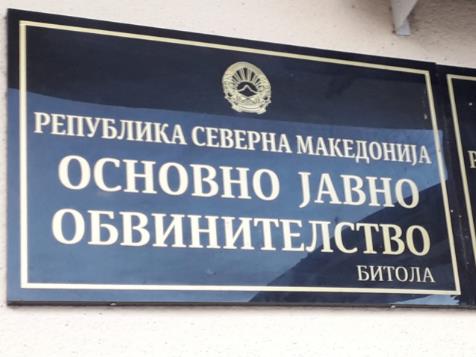 РЕПУБЛИКА СЕВЕРНА МАКЕДОНИЈА
ОСНОВНО ЈАВНО
ОБВИНИТЕЛСТВО
БИТОЛА